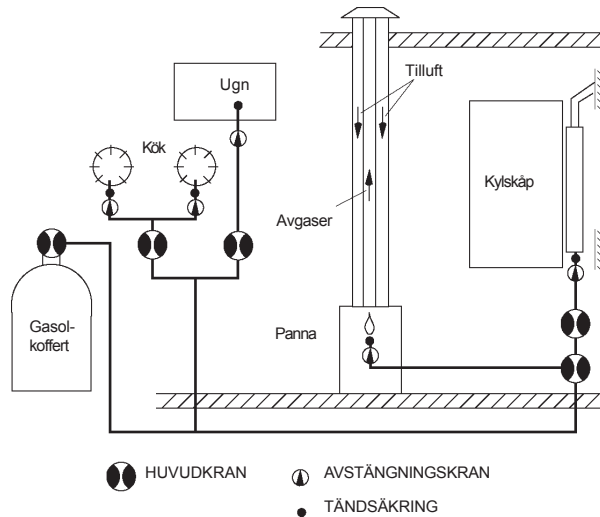 Ugn
Tilluft
Kök
Kylskåp
Avgaser
Gasol-
koffert
Panna
HUVUDKRAN
AVSTÄNGNINGSKRAN
TÄNDSÄKRING